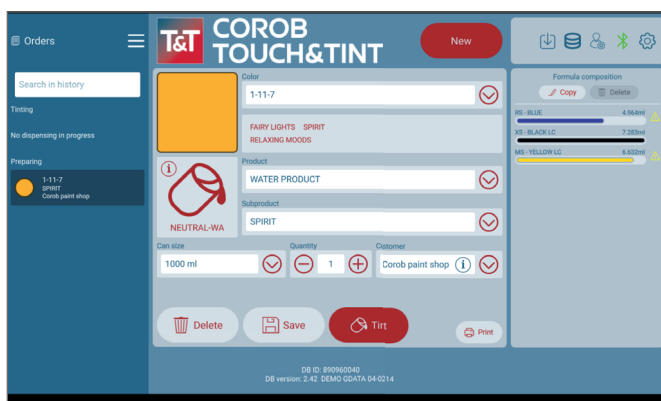 Orders
Search in history
Tinting
No dispensing in progress
Preparing
1-11-7
SPIRIT
Corob paint shop
T&T
COROB
TOUCH&TINT
New
Color
1-11-7
FAIRY LIGHTS SPIRIT
RELAXING MOODS
Product
WATER PRODUCT
NEUTRAL-WA
Subproduct
SPIRIT
Can size
Quantity
Customer
1000 ml
1
Corob paint shop
Delete
Save
Tirt
Print
DB ID: 890960040
DB version: 2.42 DEMO GDATA 04-0214
Formula composition
Copy
Delete
RS - BLUE 4.564ml
XS - BLACK LC 7.283ml
MS - YELLOW LC 6.632ml